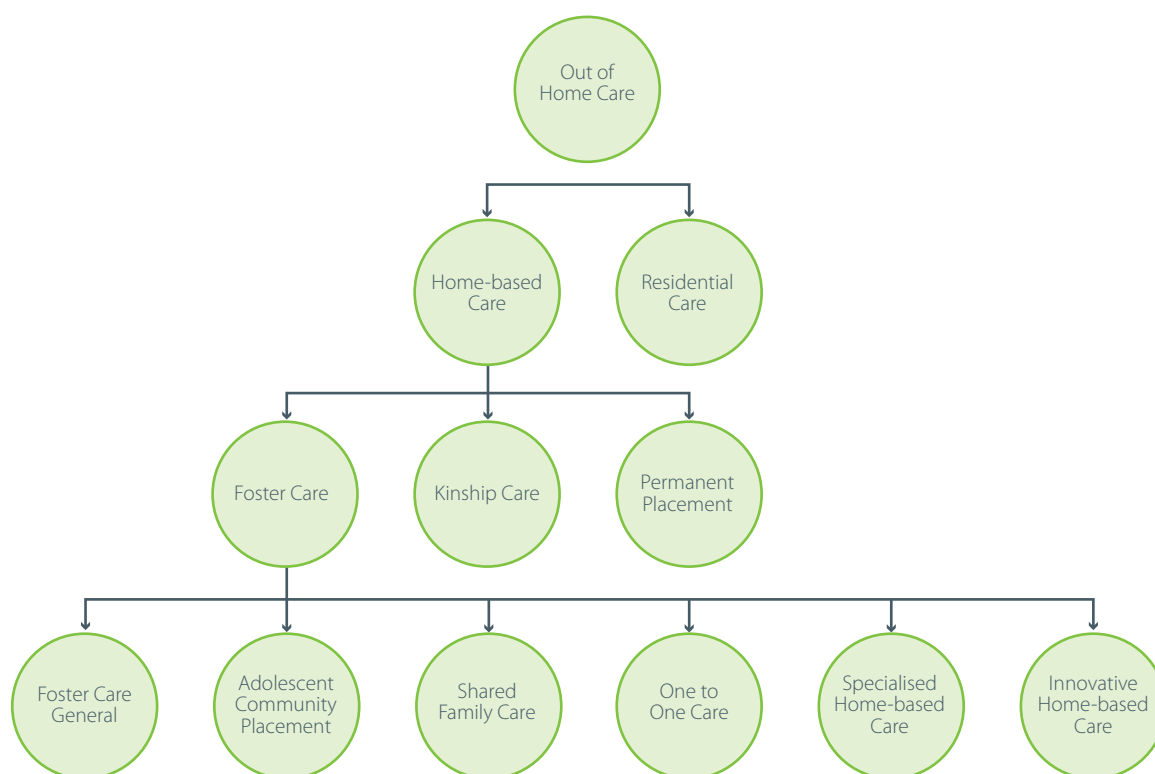 Out of
Home Care
Home-based
Care
Residential
Care
Foster Care
Kinship Care
Permanent
Placement
Foster Care
General
Adolescent
Community
Placement
Shared
Family Care
One to
One Care
Specialised
Home-based
Care
Innovative
Home-based
Care